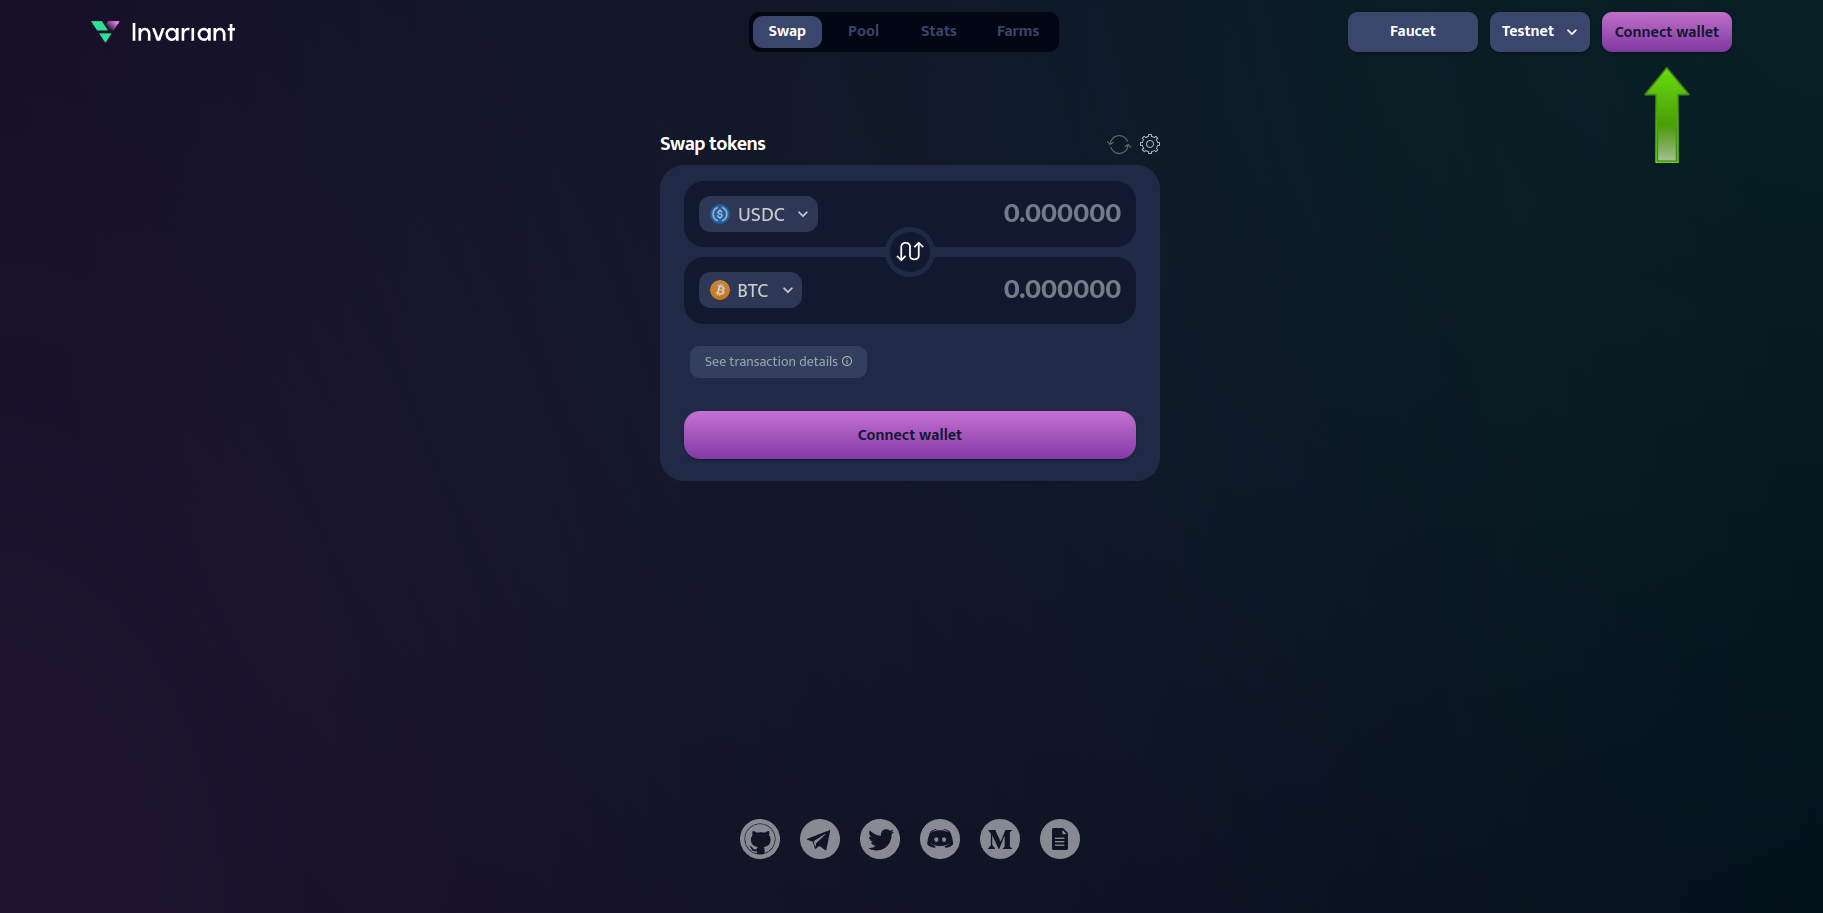 Invariant
Swap Pool Stats Farms
Faucet Testnet Connect wallet
Swap tokens
USDC 0.000000
BTC 0.000000
See transaction details
Connect wallet